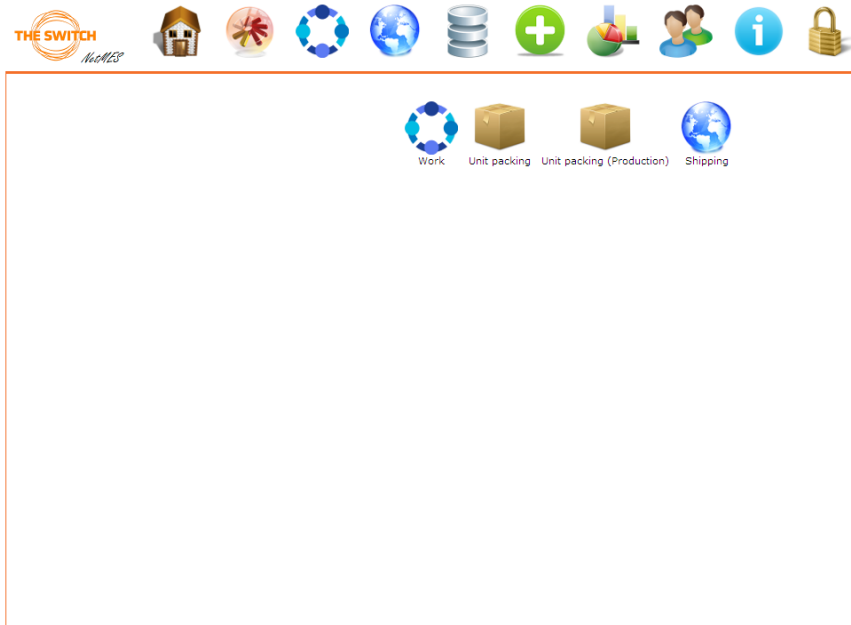 THE SWITCH
NetMES
Work
Unit packing
Unit packing (Production)
Shipping